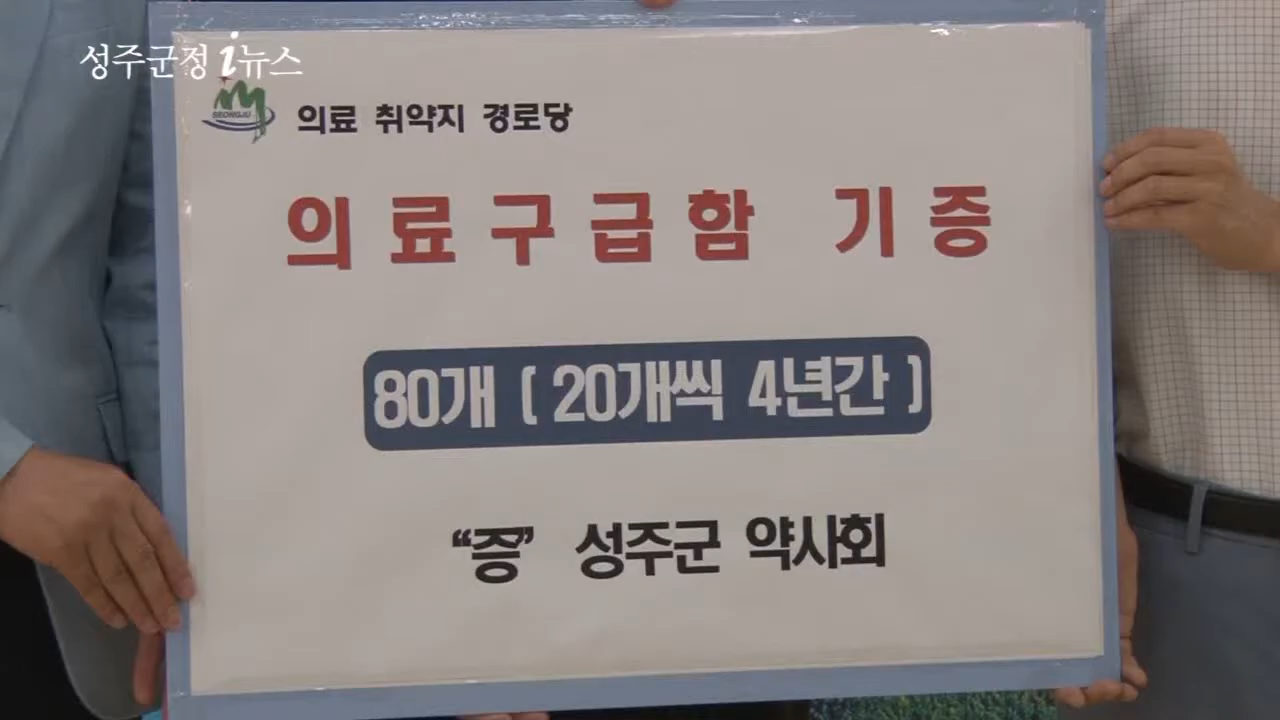 성주군정 i뉴스
SEONGJU
의료 취약지 경로당
의료구급함 기증
80개 ( 20개씩 4년간 )
“증” 성주군 약사회